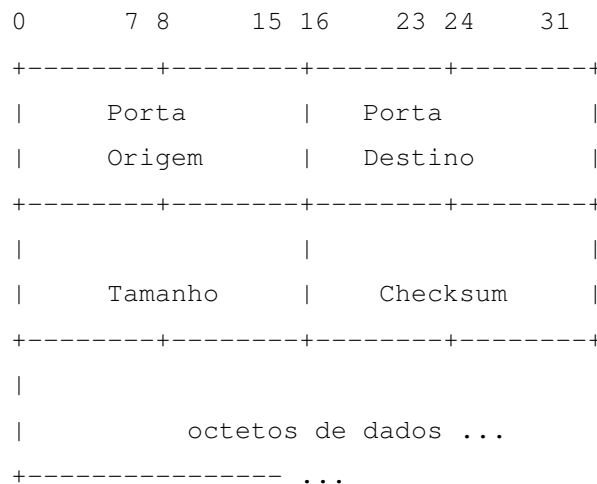 0      7 8     15 16    23 24    31
+--------+--------+--------+--------+
|     Porta       |   Porta         |
|     Origem      |   Destino       |
+--------+--------+--------+--------+
|                 |                 |
|     Tamanho     |    Checksum     |
+--------+--------+--------+--------+
|
|          octetos de dados ...
+---------------- ...